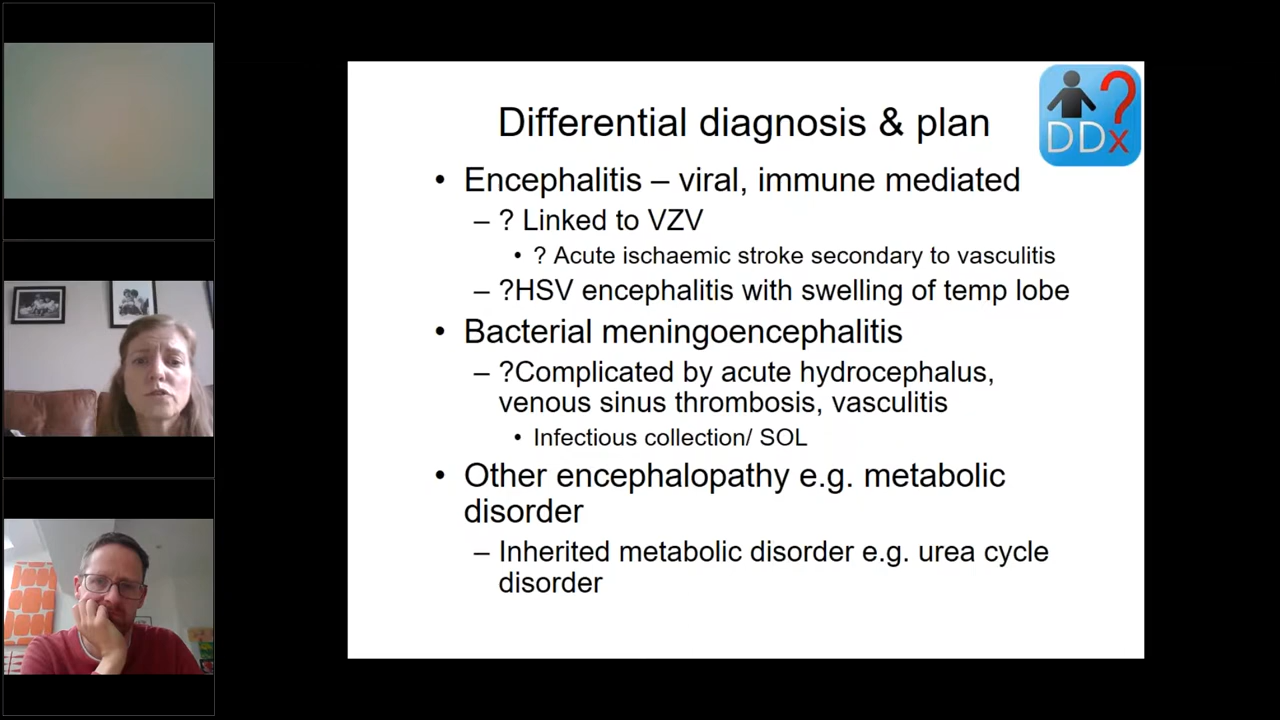 Differential diagnosis & plan
DDx
?
• Encephalitis – viral, immune mediated
– ? Linked to VZV
• ? Acute ischaemic stroke secondary to vasculitis
– ?HSV encephalitis with swelling of temp lobe
• Bacterial meningoencephalitis
– ?Complicated by acute hydrocephalus,
venous sinus thrombosis, vasculitis
• Infectious collection/ SOL
• Other encephalopathy e.g. metabolic
disorder
– Inherited metabolic disorder e.g. urea cycle
disorder